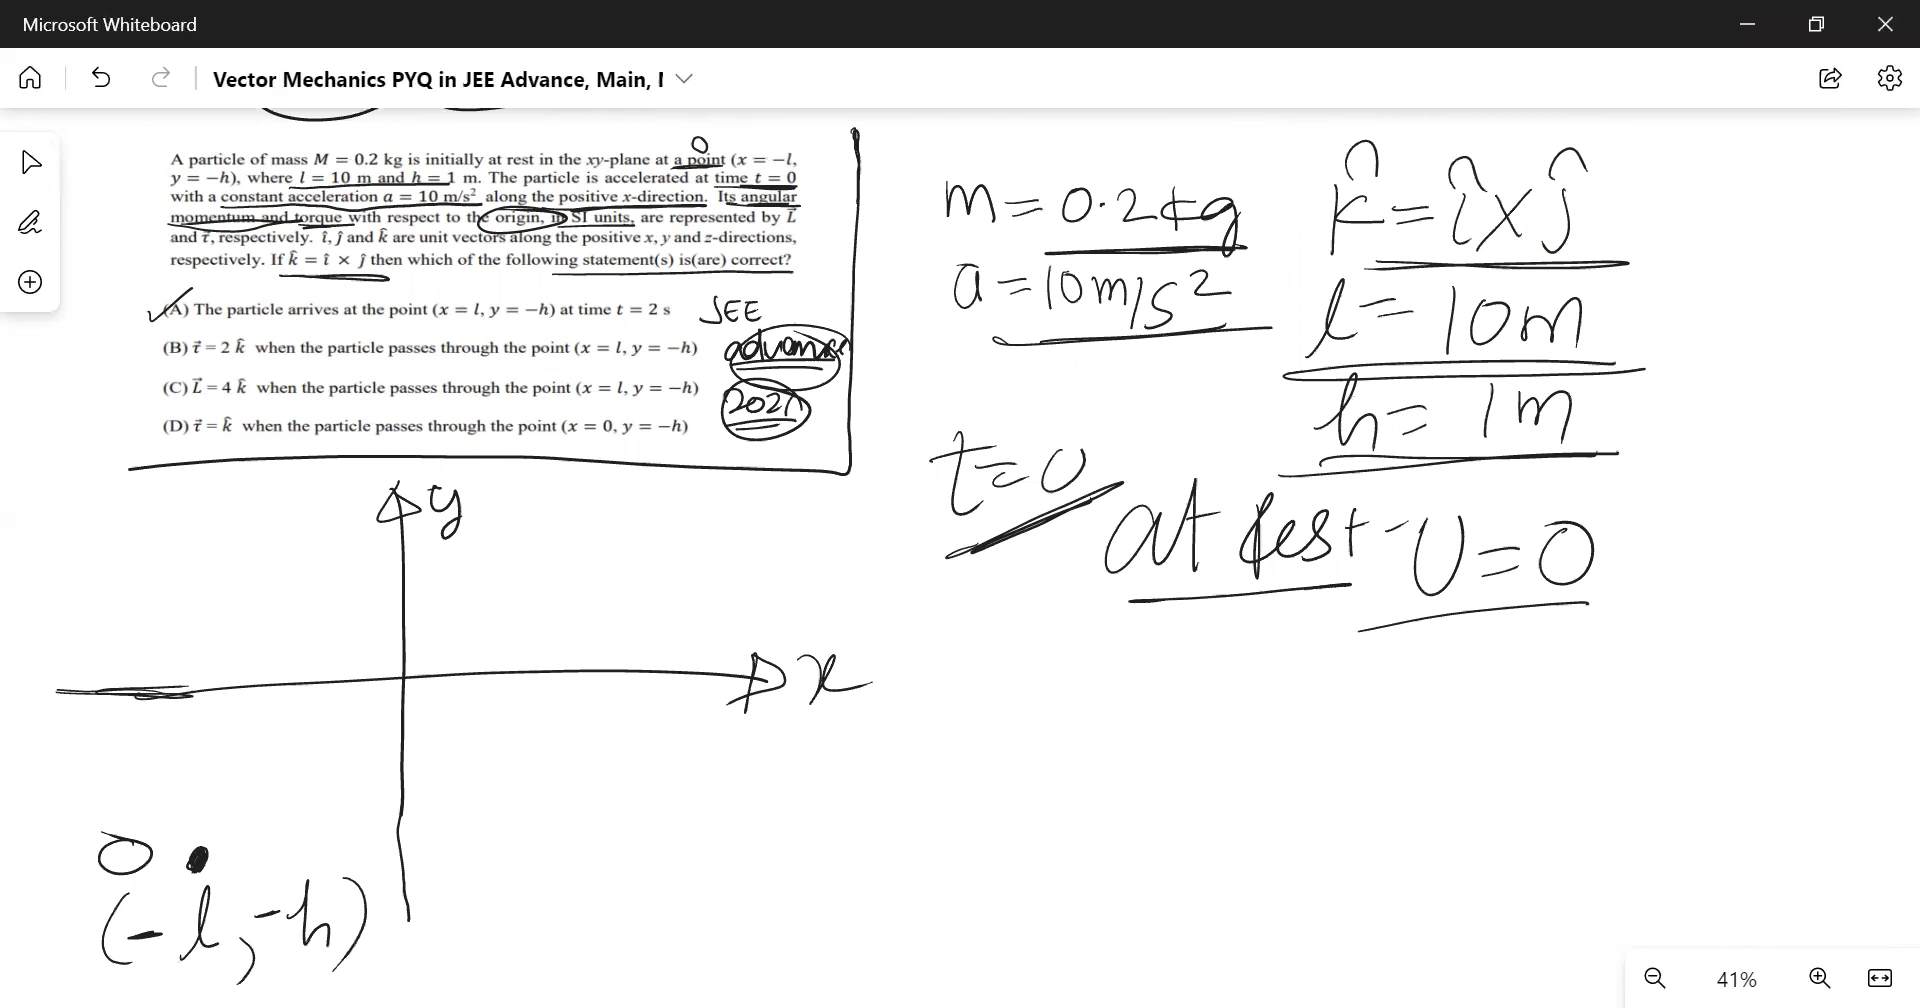 Microsoft Whiteboard
Vector Mechanics PYQ in JEE Advance, Main, I
O
A particle of mass M = 0.2 kg is initially at rest in the xy-plane at a point (x = −l,
y = −h), where l = 10 m and h = 1 m. The particle is accelerated at time t = 0
with a constant acceleration a = 10 m/s² along the positive x-direction. Its angular
momentum and torque with respect to the origin, in SI units, are represented by L⃗
and τ⃗, respectively. î, ĵ and k̂ are unit vectors along the positive x, y and z-directions,
respectively. If k̂ = î × ĵ then which of the following statement(s) is(are) correct?
(A) The particle arrives at the point (x = l, y = −h) at time t = 2 s
(B) τ⃗ = 2 k̂ when the particle passes through the point (x = l, y = −h)
(C) L⃗ = 4 k̂ when the particle passes through the point (x = l, y = −h)
(D) τ⃗ = k̂ when the particle passes through the point (x = 0, y = −h)
JEE
2021
m = 0.2 kg
a = 10m/s2
k̂ = î × ĵ
l = 10m
h = 1m
t = 0
at rest - U = 0
y
x
O
(-l, -h)
41%